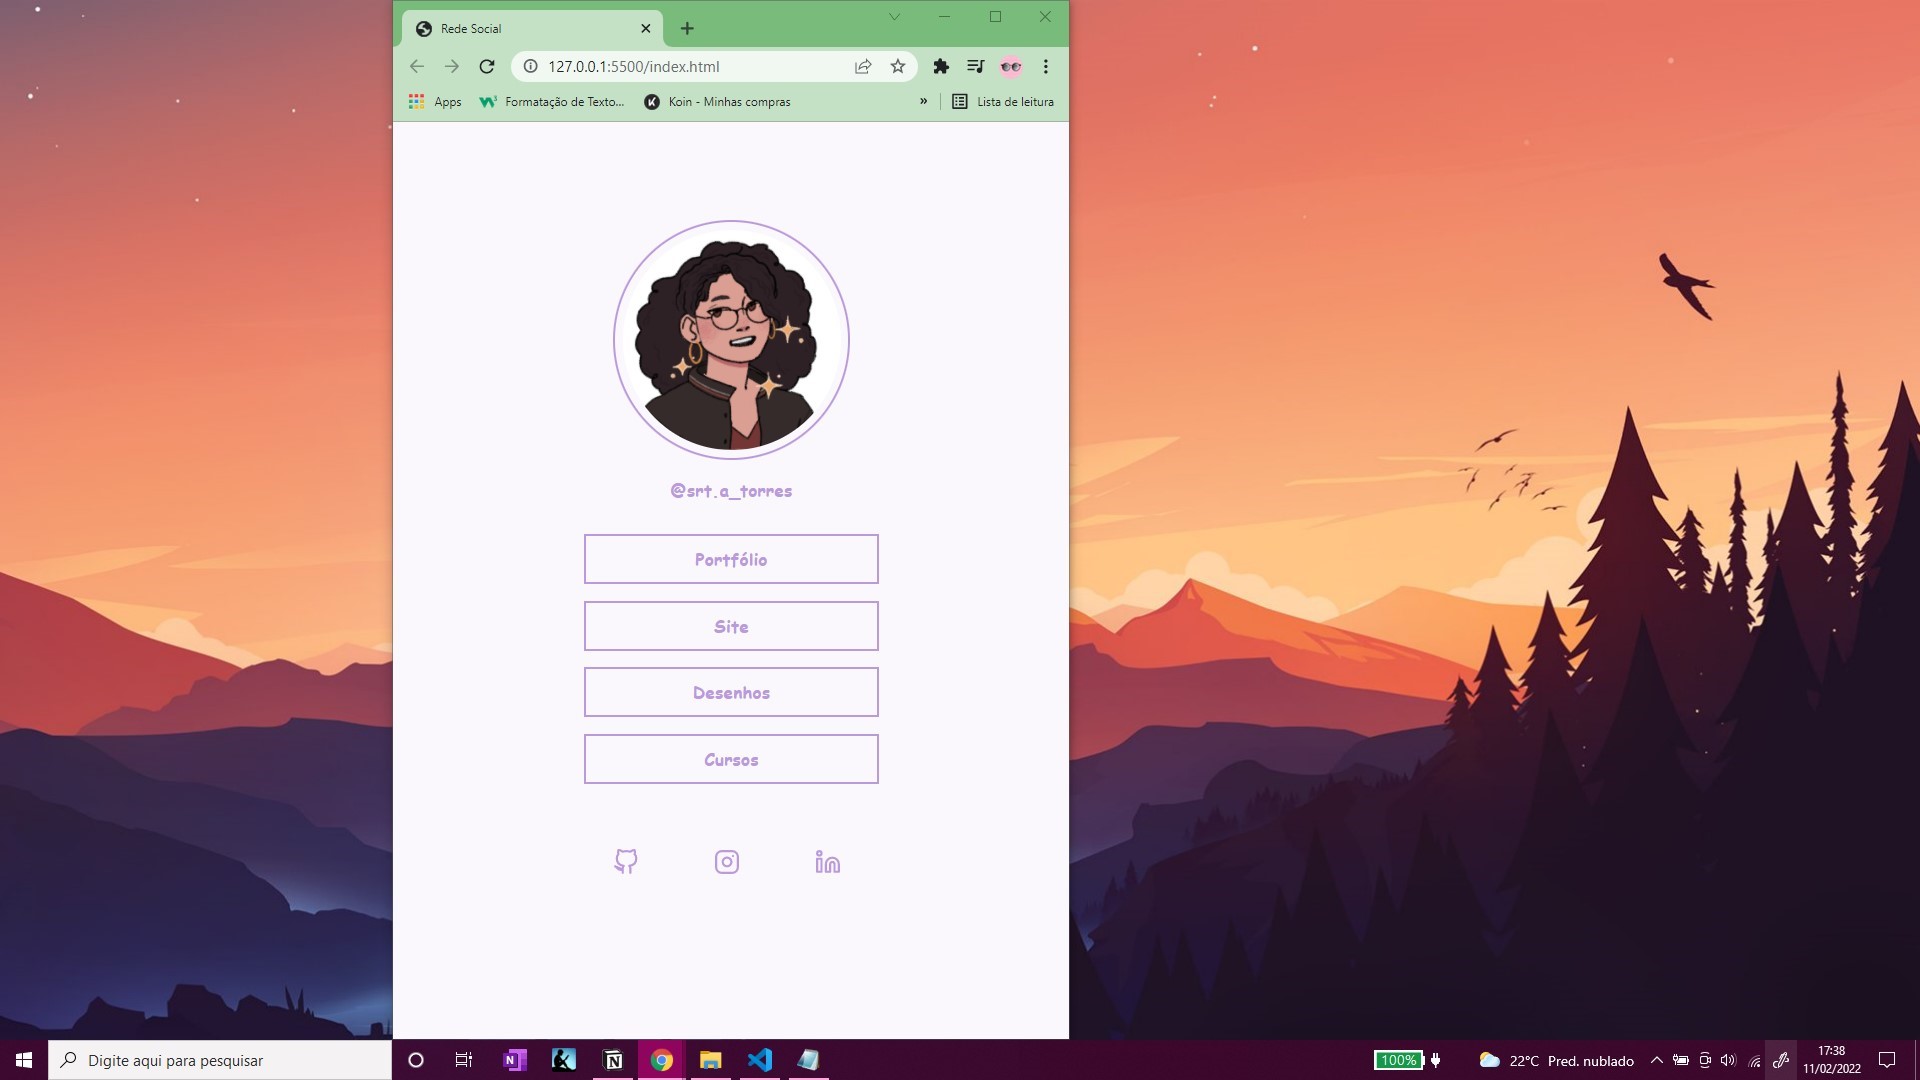 Rede Social
127.0.0.1:5500/index.html
Apps
Formatação de Texto...
Koin - Minhas compras
»
Lista de leitura
@srt.a_torres
Portfólio
Site
Desenhos
Cursos
Digite aqui para pesquisar
100%
22°C Pred. nublado
17:38
11/02/2022